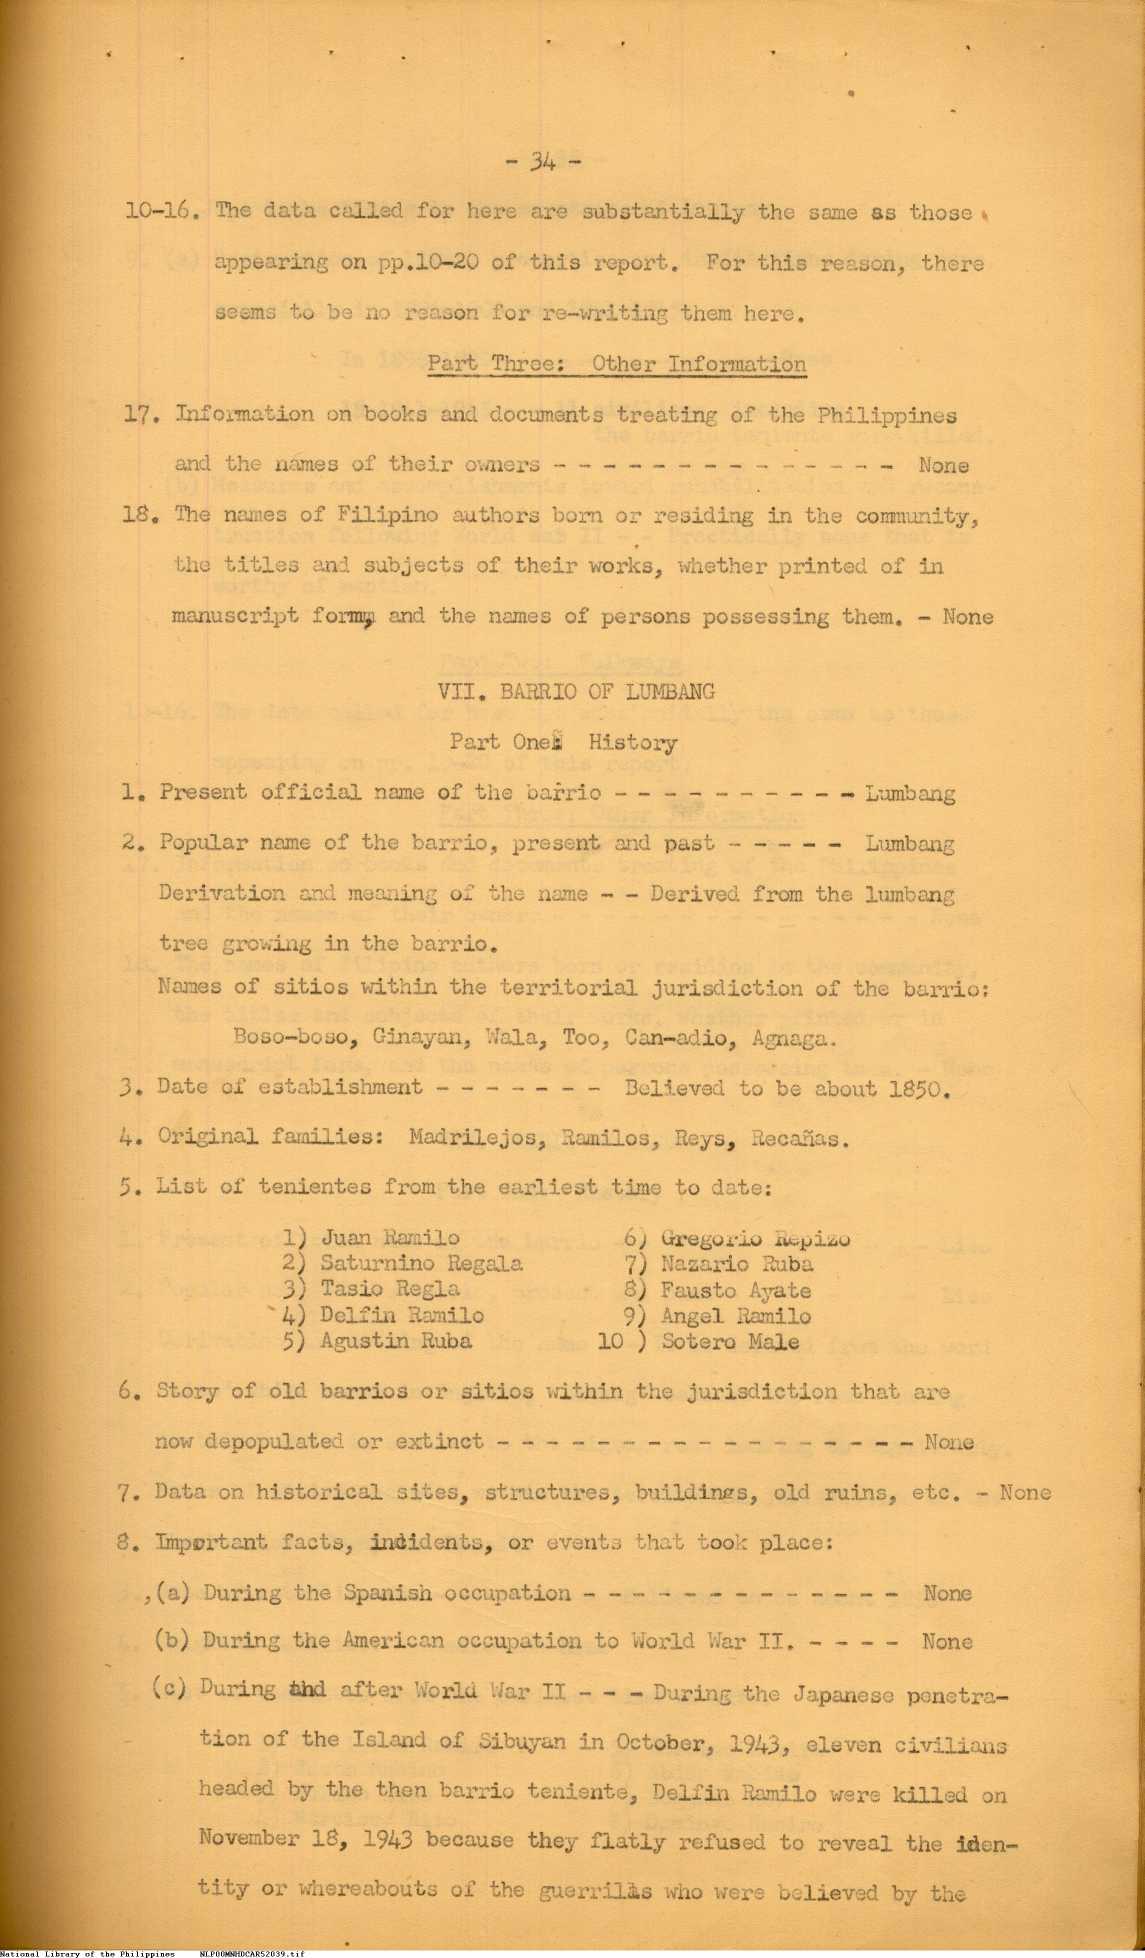 - 34 -
10-16. The data called for here are substantially the same as those
appearing on pp.10-20 of this report. For this reason, there
seems to be no reason for re-writing them here.
Part Three: Other Information
17. Information on books and documents treating of the Philippines
and the names of their owners - - - - - - - - - - - - - - None
18. The names of Filipino authors born or residing in the community,
the titles and subjects of their works, whether printed of in
manuscript form, and the names of persons possessing them. - None
VII. BARRIO OF LUMBANG
Part One: History
1. Present official name of the barrio - - - - - - - - - - Lumbang
2. Popular name of the barrio, present and past - - - - - Lumbang
Derivation and meaning of the name - - Derived from the lumbang
tree growing in the barrio.
Names of sitios within the territorial jurisdiction of the barrio:
Boso-boso, Ginayan, Wala, Too, Can-adio, Agnaga.
3. Date of establishment - - - - - - - Believed to be about 1850.
4. Original families: Madrilejos, Ramilos, Reys, Recañas.
5. List of tenientes from the earliest time to date:
1) Juan Ramilo 6) Gregorio Repizo
2) Saturnino Regala 7) Nazario Ruba
3) Tasio Regla 8) Fausto Ayate
4) Delfin Ramilo 9) Angel Ramilo
5) Agustin Ruba 10 ) Sotero Male
6. Story of old barrios or sitios within the jurisdiction that are
now depopulated or extinct - - - - - - - - - - - - - - - - - None
7. Data on historical sites, structures, buildings, old ruins, etc. - None
8. Important facts, incidents, or events that took place:
(a) During the Spanish occupation - - - - - - - - - - - - - None
(b) During the American occupation to World War II. - - - - None
(c) During and after World War II - - - During the Japanese penetra-
tion of the Island of Sibuyan in October, 1943, eleven civilians
headed by the then barrio teniente, Delfin Ramilo were killed on
November 18, 1943 because they flatly refused to reveal the iden-
tity or whereabouts of the guerrilas who were believed by the
National Library of the Philippines NLP00MNHDCAR52039.tif